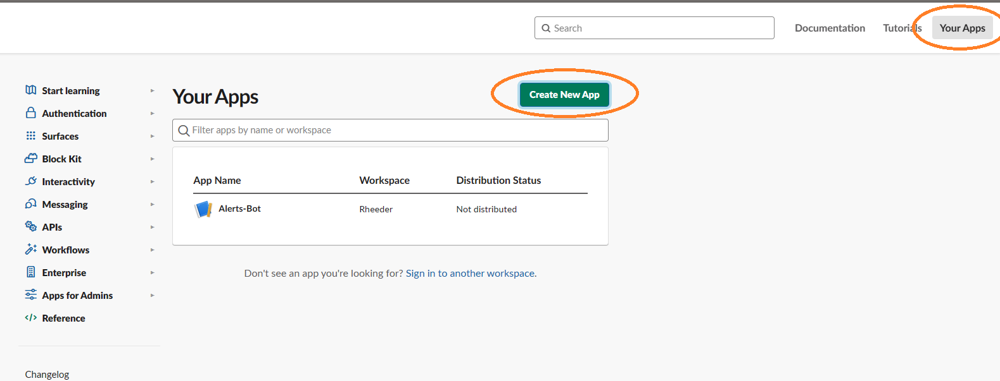 Search
Documentation
Tutorials
Your Apps
Start learning
Authentication
Surfaces
Block Kit
Interactivity
Messaging
APIs
Workflows
Enterprise
Apps for Admins
Reference
Changelog
Your Apps
Create New App
Filter apps by name or workspace
App Name Workspace Distribution Status
Alerts-Bot Rheeder Not distributed
Don't see an app you're looking for? Sign in to another workspace.